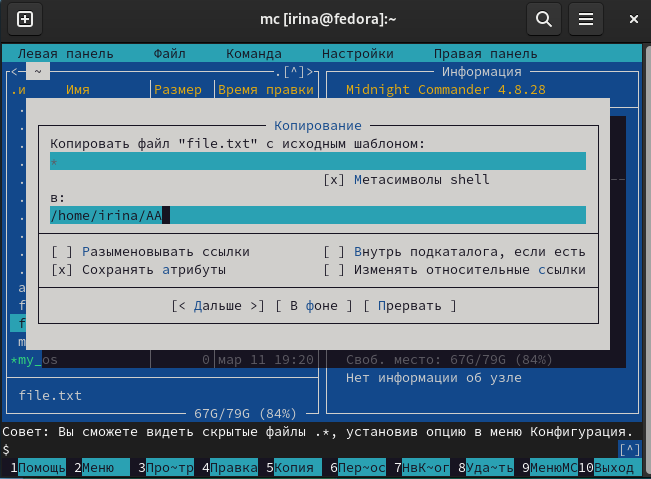 mc [irina@fedora]:~
Левая панель Файл Команда Настройки Правая панель
<─ ~ .[^]> Информация
.и Имя Размер Время правки Midnight Commander 4.8.28
Копирование
Копировать файл "file.txt" с исходным шаблоном:
*
[x] Метасимволы shell
в:
/home/irina/AA
[ ] Разыменовывать ссылки [ ] Внутрь подкаталога, если есть
[x] Сохранять атрибуты [ ] Изменять относительные ссылки
[< Дальше >] [ В фоне ] [ Прервать ]
*my_os 0 мар 11 19:20 Своб. место: 67G/79G (84%)
Нет информации об узле
file.txt
67G/79G (84%)
Совет: Вы сможете видеть скрытые файлы .*, установив опцию в меню Конфигурация.
$ [^]
1Помощь 2Меню 3Про~тр 4Правка 5Копия 6Пер~ос 7НвК~ог 8Уда~ть 9МенюMC 10Выход